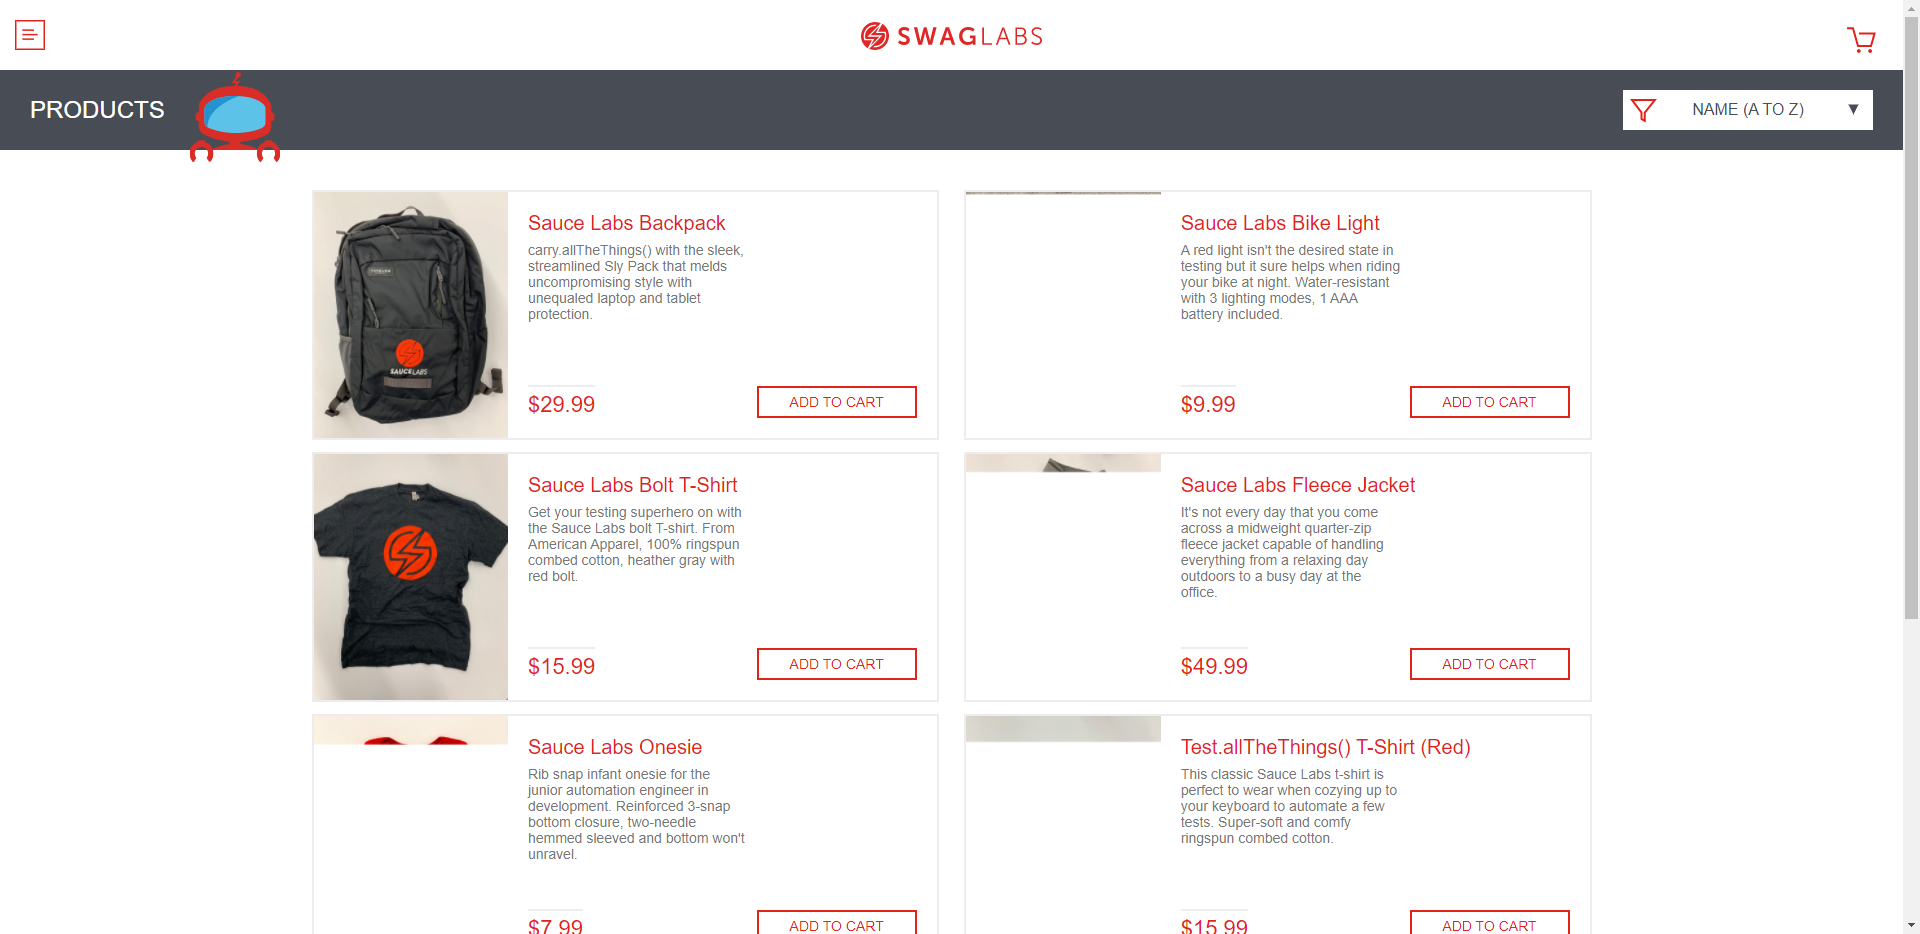 SWAGLABS
PRODUCTS
NAME (A TO Z)
Sauce Labs Backpack
carry.allTheThings() with the sleek,
streamlined Sly Pack that melds
uncompromising style with
unequaled laptop and tablet
protection.
$29.99
ADD TO CART
SAUCELABS
Sauce Labs Bike Light
A red light isn't the desired state in
testing but it sure helps when riding
your bike at night. Water-resistant
with 3 lighting modes, 1 AAA
battery included.
$9.99
ADD TO CART
Sauce Labs Bolt T-Shirt
Get your testing superhero on with
the Sauce Labs bolt T-shirt. From
American Apparel, 100% ringspun
combed cotton, heather gray with
red bolt.
$15.99
ADD TO CART
Sauce Labs Fleece Jacket
It's not every day that you come
across a midweight quarter-zip
fleece jacket capable of handling
everything from a relaxing day
outdoors to a busy day at the
office.
$49.99
ADD TO CART
Sauce Labs Onesie
Rib snap infant onesie for the
junior automation engineer in
development. Reinforced 3-snap
bottom closure, two-needle
hemmed sleeved and bottom won't
unravel.
$7.99
ADD TO CART
Test.allTheThings() T-Shirt (Red)
This classic Sauce Labs t-shirt is
perfect to wear when cozying up to
your keyboard to automate a few
tests. Super-soft and comfy
ringspun combed cotton.
$15.99
ADD TO CART